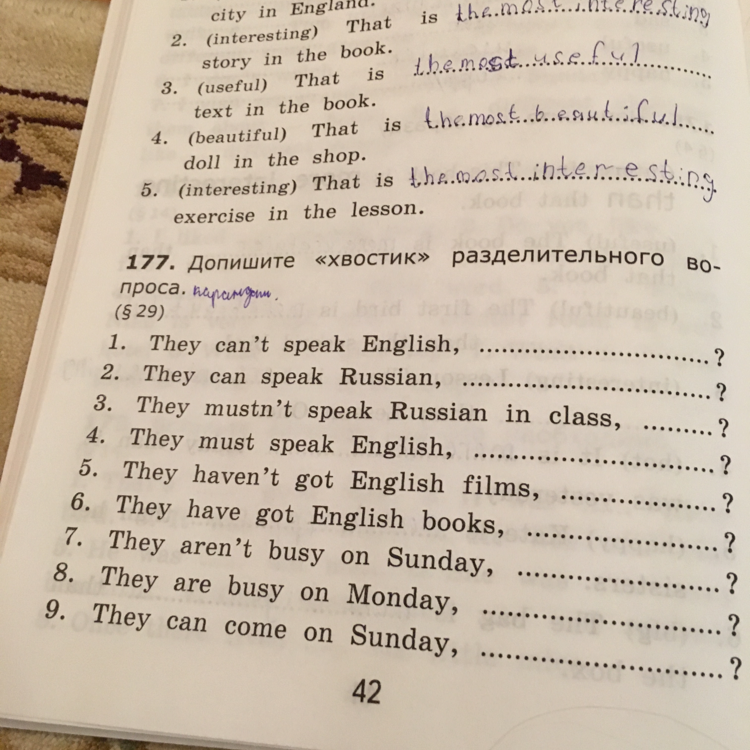 city in England.
2. (interesting) That is the most interesting
story in the book.
3. (useful) That is the most useful
text in the book.
4. (beautiful) That is the most beautiful
doll in the shop.
5. (interesting) That is the most interresting
exercise in the lesson.
177. Допишите «хвостик» разделительного во-
проса. карандаш.
(§ 29)
1. They can't speak English, ..............................?
2. They can speak Russian, ..............................?
3. They mustn't speak Russian in class, .........?
4. They must speak English, ..............................?
5. They haven't got English films, ....................?
6. They have got English books, ........................?
7. They aren't busy on Sunday, ........................?
8. They are busy on Monday, ..............................?
9. They can come on Sunday, ..............................?
42